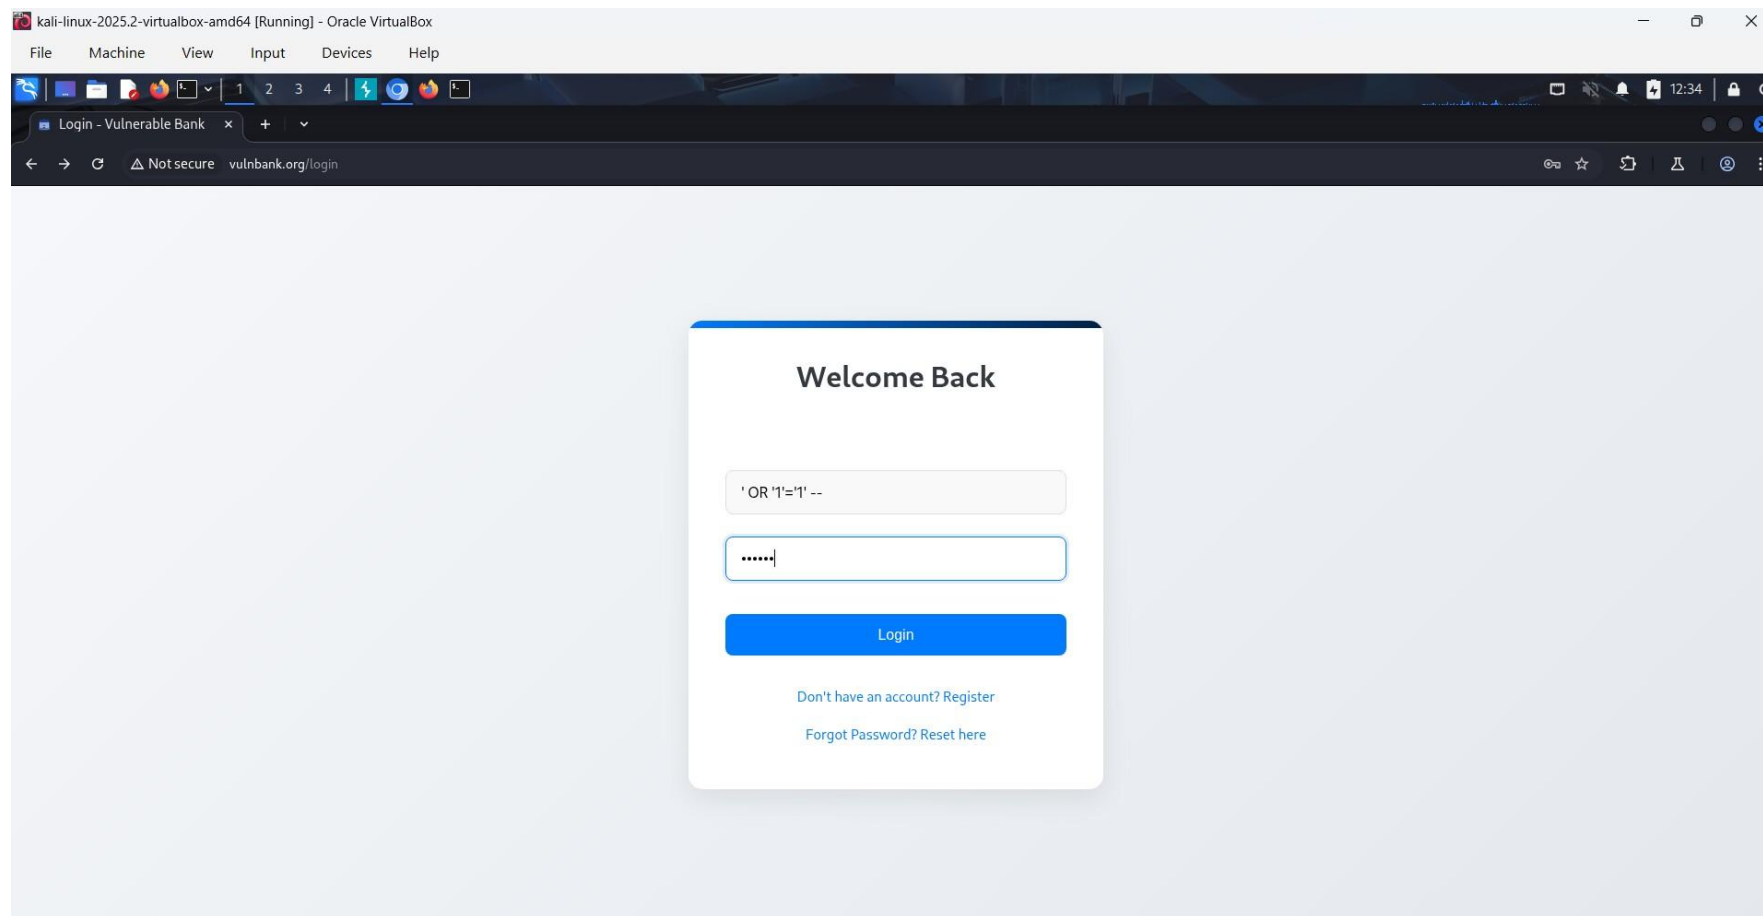 kali-linux-2025.2-virtualbox-amd64 [Running] - Oracle VirtualBox
File Machine View Input Devices Help
1 2 3 4 12:34
Login - Vulnerable Bank
Not secure vulnbank.org/login
Welcome Back
' OR '1'='1' --
••••••
Login
Don't have an account? Register
Forgot Password? Reset here